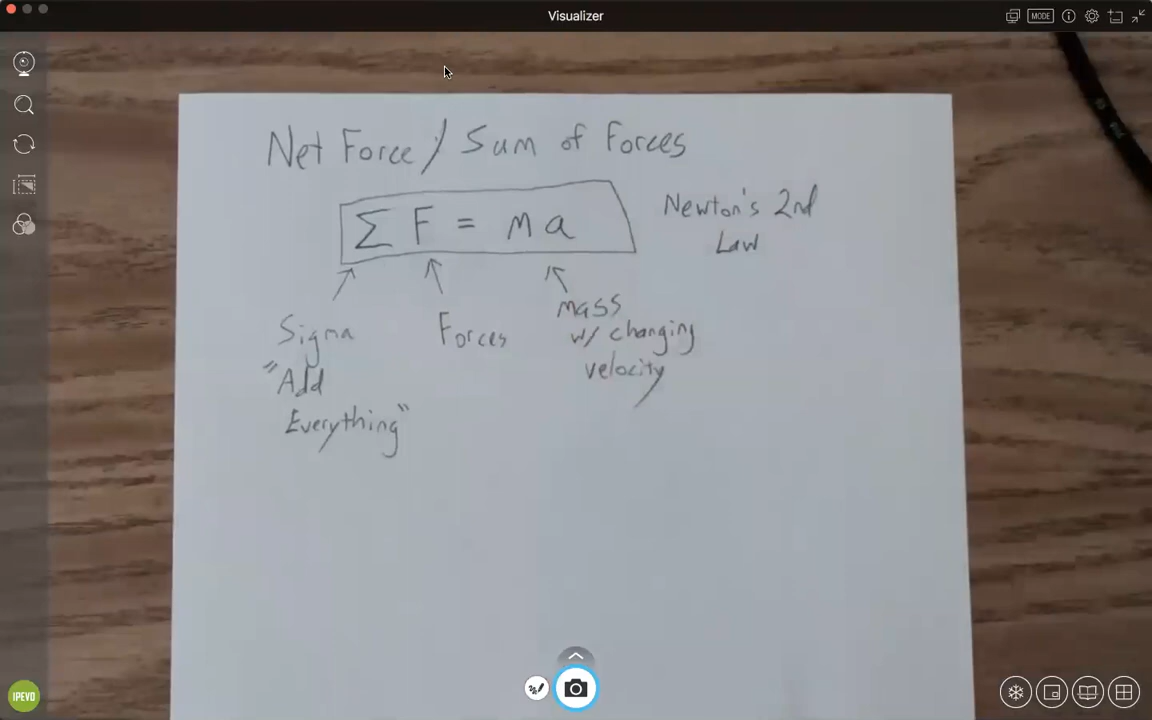 Visualizer
MODE
Net Force / Sum of Forces
Σ F = ma
Newton's 2nd
Law
Sigma
"Add
Everything"
Forces
mass
w/ changing
velocity
IPEVO